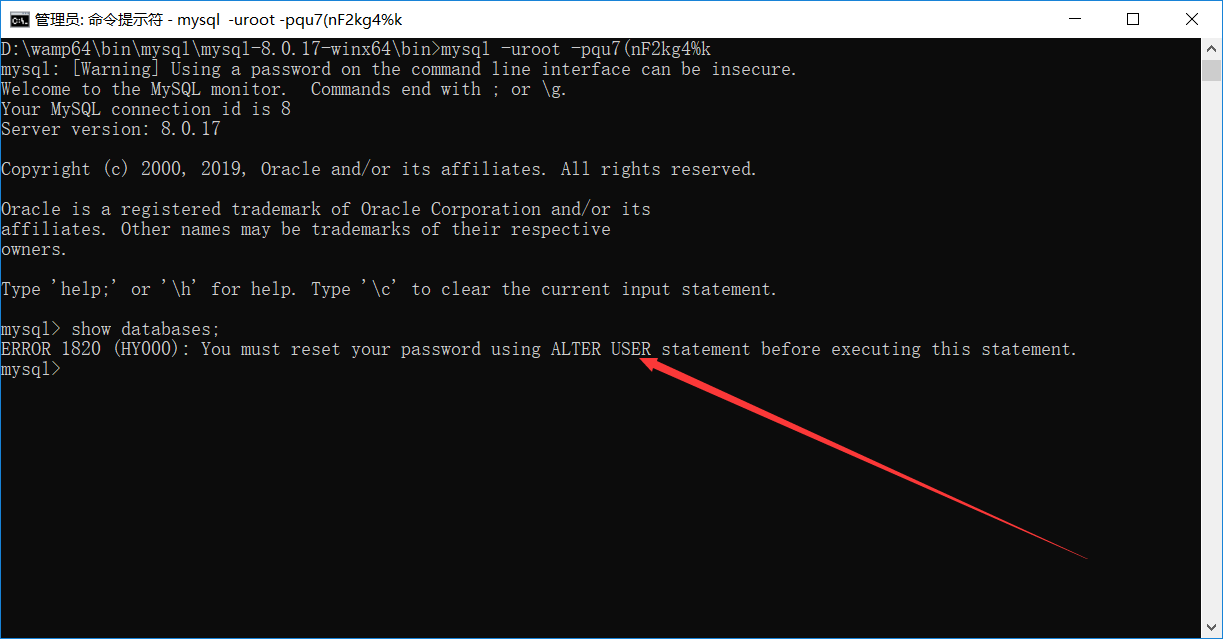 管理员: 命令提示符 - mysql  -uroot -pqu7(nF2kg4%k
D:\wamp64\bin\mysql\mysql-8.0.17-winx64\bin>mysql -uroot -pqu7(nF2kg4%k
mysql: [Warning] Using a password on the command line interface can be insecure.
Welcome to the MySQL monitor.  Commands end with ; or \g.
Your MySQL connection id is 8
Server version: 8.0.17
Copyright (c) 2000, 2019, Oracle and/or its affiliates. All rights reserved.
Oracle is a registered trademark of Oracle Corporation and/or its
affiliates. Other names may be trademarks of their respective
owners.
Type 'help;' or '\h' for help. Type '\c' to clear the current input statement.
mysql> show databases;
ERROR 1820 (HY000): You must reset your password using ALTER USER statement before executing this statement.
mysql>